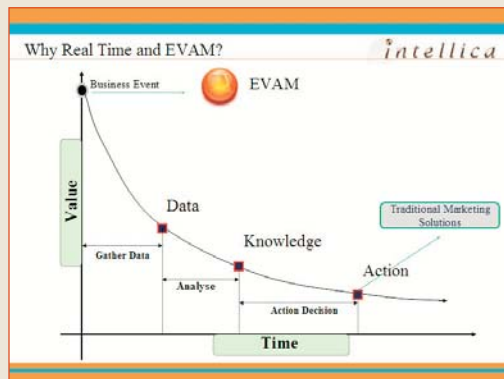 Why Real Time and EVAM?
intellica
Business Event
EVAM
Value
Data
Traditional Marketing
Solutions
Knowledge
Action
Gather Data
Analyse
Action Decision
Time